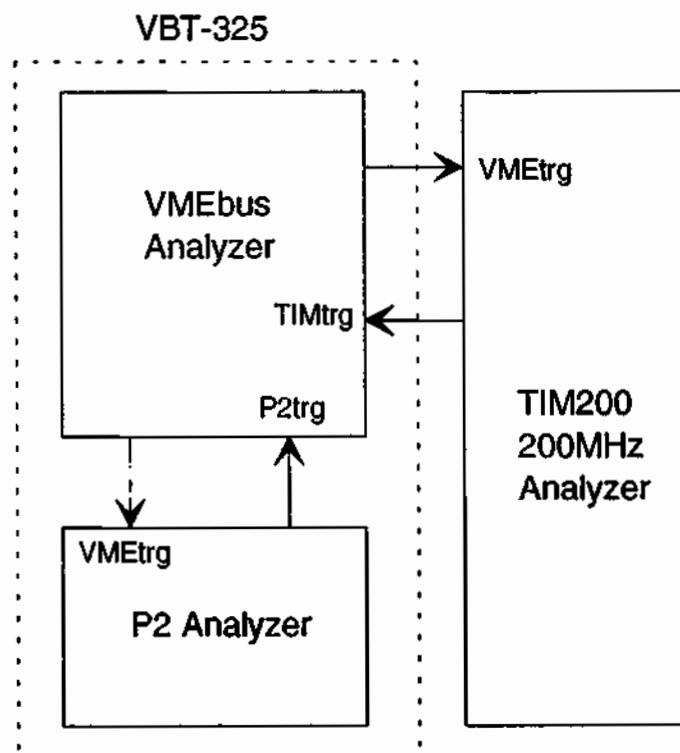 VBT-325
VMEbus
Analyzer
VMEtrg
TIMtrg
P2trg
TIM200
200MHz
Analyzer
VMEtrg
P2 Analyzer